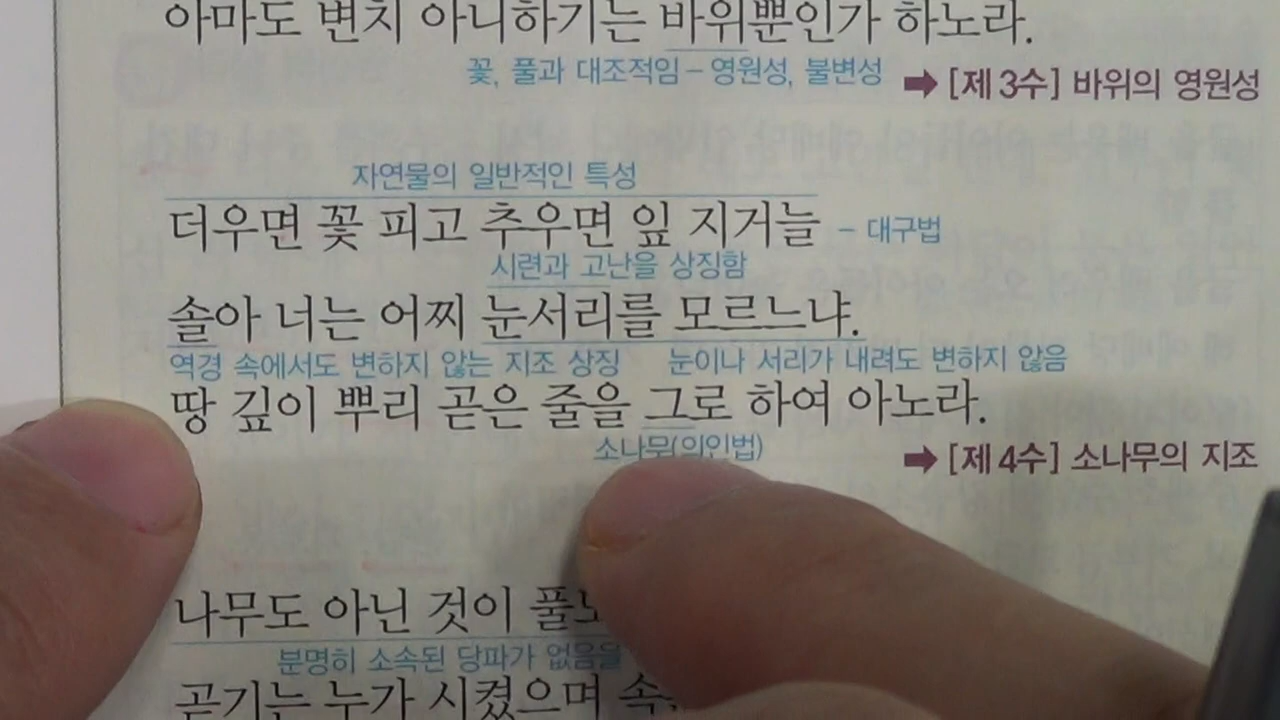 아마도 변치 아니하기는 바위뿐인가 하노라.
꽃, 풀과 대조적임 – 영원성, 불변성
➡ [제3수] 바위의 영원성
자연물의 일반적인 특성
더우면 꽃 피고 추우면 잎 지거늘 – 대구법
시련과 고난을 상징함
솔아 너는 어찌 눈서리를 모르느냐.
역경 속에서도 변하지 않는 지조 상징 눈이나 서리가 내려도 변하지 않음
땅 깊이 뿌리 곧은 줄을 그로 하여 아노라.
소나무(의인법)
➡ [제4수] 소나무의 지조
나무도 아닌 것이
분명히 소속된 당파가 없음을
곧기는 누가 시켰으며